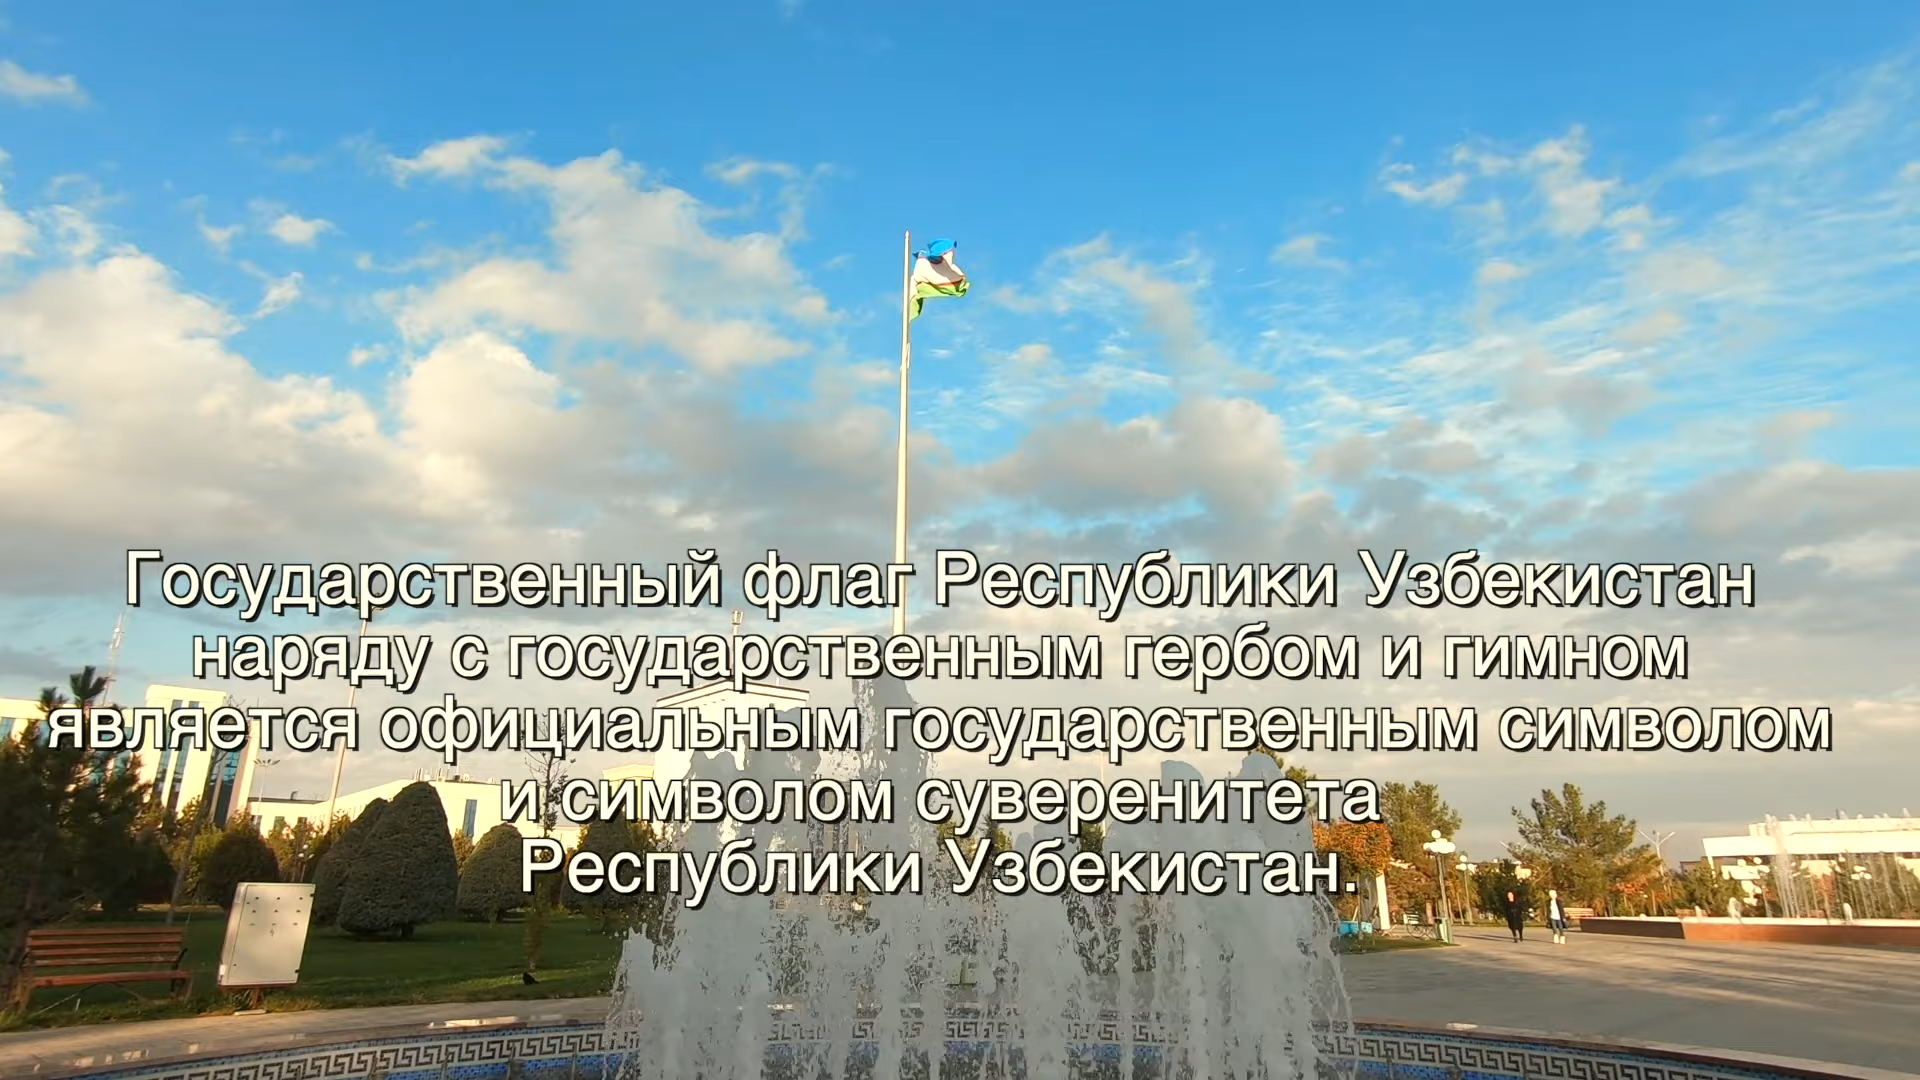 Государственный флаг Республики Узбекистан
наряду с государственным гербом и гимном
является официальным государственным символом
и символом суверенитета
Республики Узбекистан.